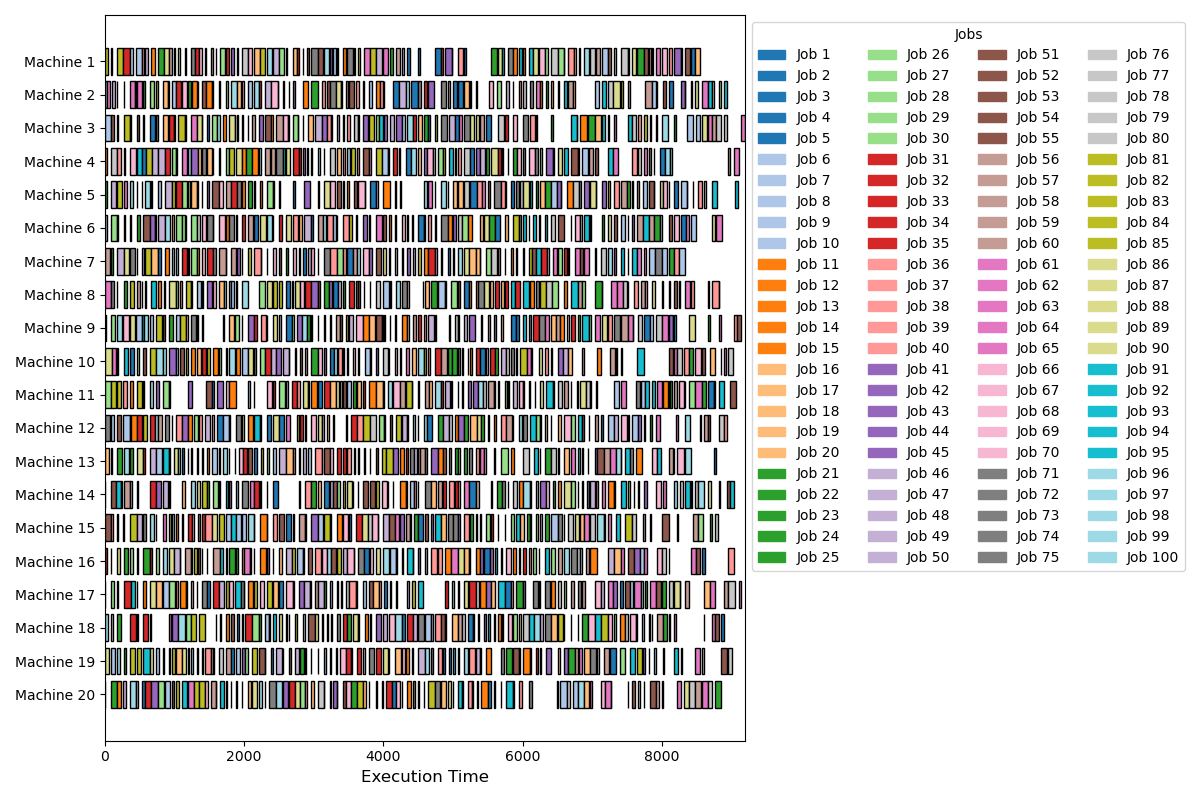 Machine 1
Machine 2
Machine 3
Machine 4
Machine 5
Machine 6
Machine 7
Machine 8
Machine 9
Machine 10
Machine 11
Machine 12
Machine 13
Machine 14
Machine 15
Machine 16
Machine 17
Machine 18
Machine 19
Machine 20
0 2000 4000 6000 8000
Execution Time
Jobs
Job 1 Job 26 Job 51 Job 76
Job 2 Job 27 Job 52 Job 77
Job 3 Job 28 Job 53 Job 78
Job 4 Job 29 Job 54 Job 79
Job 5 Job 30 Job 55 Job 80
Job 6 Job 31 Job 56 Job 81
Job 7 Job 32 Job 57 Job 82
Job 8 Job 33 Job 58 Job 83
Job 9 Job 34 Job 59 Job 84
Job 10 Job 35 Job 60 Job 85
Job 11 Job 36 Job 61 Job 86
Job 12 Job 37 Job 62 Job 87
Job 13 Job 38 Job 63 Job 88
Job 14 Job 39 Job 64 Job 89
Job 15 Job 40 Job 65 Job 90
Job 16 Job 41 Job 66 Job 91
Job 17 Job 42 Job 67 Job 92
Job 18 Job 43 Job 68 Job 93
Job 19 Job 44 Job 69 Job 94
Job 20 Job 45 Job 70 Job 95
Job 21 Job 46 Job 71 Job 96
Job 22 Job 47 Job 72 Job 97
Job 23 Job 48 Job 73 Job 98
Job 24 Job 49 Job 74 Job 99
Job 25 Job 50 Job 75 Job 100